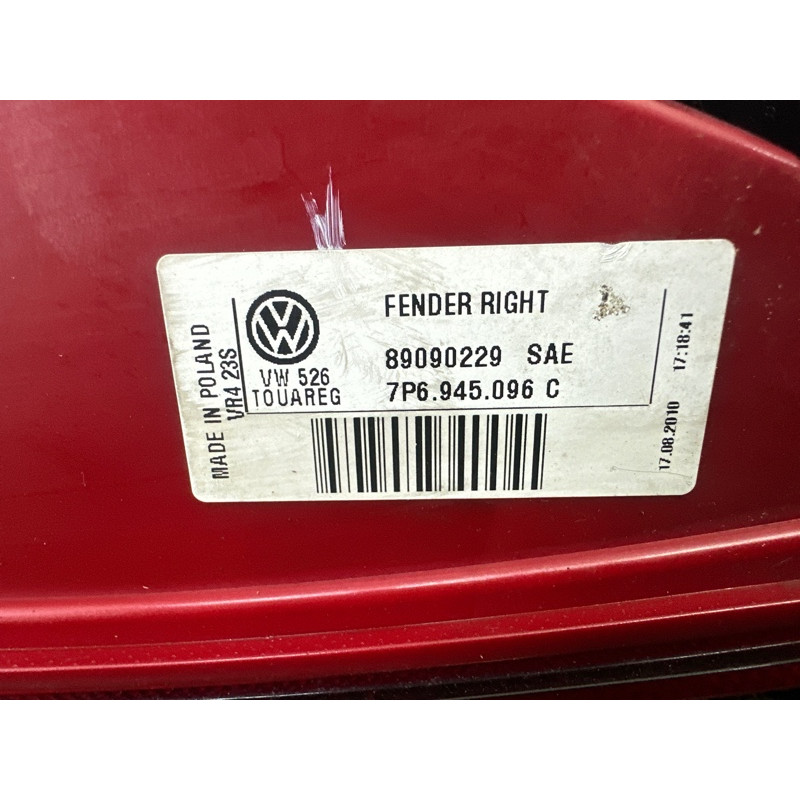 FENDER RIGHT
89090229 SAE
7P6.945.096 C
VW 526
TOUAREG
MADE IN POLAND
VR4 23S
17.08.2010 17:18:41